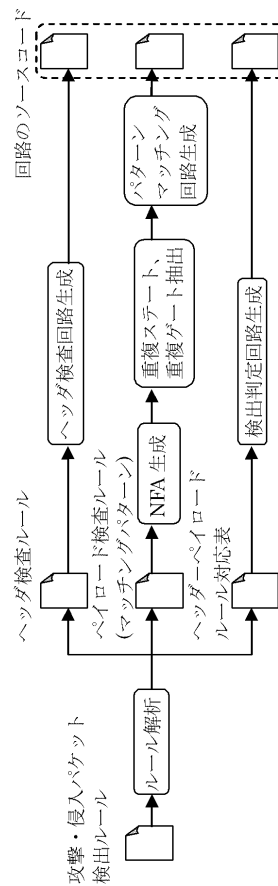 攻撃・侵入パケット
検出ルール
ルール解析
ヘッダ検査ルール
ヘッダ検査回路生成
ペイロード検査ルール
(マッチングパターン)
NFA 生成
重複ステート、
重複ゲート抽出
パターン
マッチング
回路生成
ヘッダーペイロード
ルール対応表
検出判定回路生成
回路のソースコード